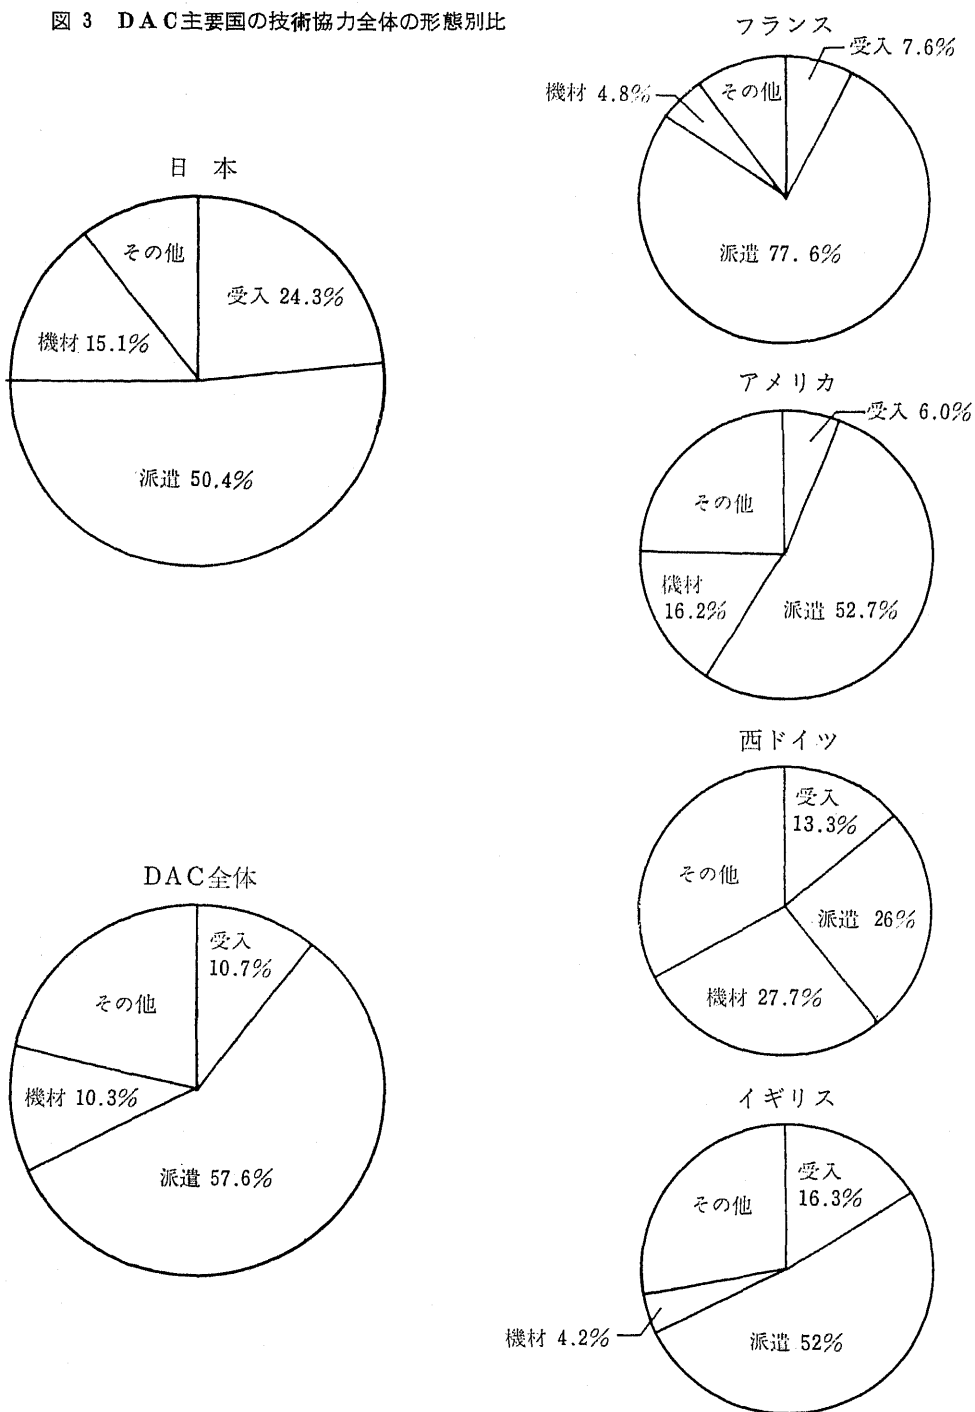 図 3 DAC主要国の技術協力全体の形態別比
日 本
その他
受入 24.3%
機材 15.1%
派遣 50.4%
DAC全体
受入
10.7%
その他
機材 10.3%
派遣 57.6%
フランス
受入 7.6%
機材 4.8%
その他
派遣 77.6%
アメリカ
受入 6.0%
その他
機材
16.2%
派遣 52.7%
西ドイツ
受入
13.3%
その他
派遣 26%
機材 27.7%
イギリス
受入
16.3%
その他
機材 4.2%
派遣 52%